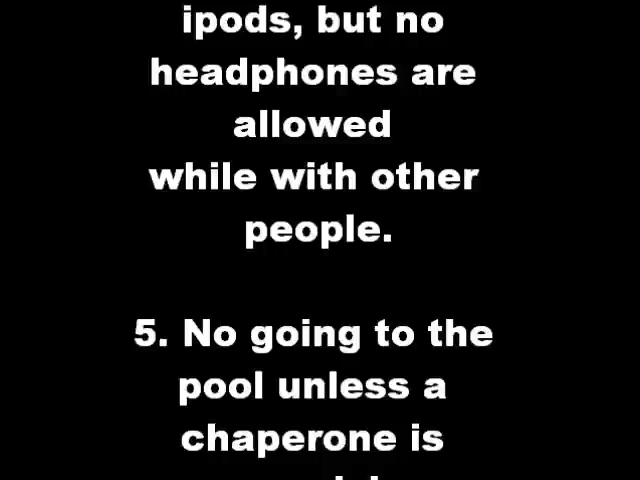 ipods, but no
headphones are
allowed
while with other
people.
5. No going to the
pool unless a
chaperone is